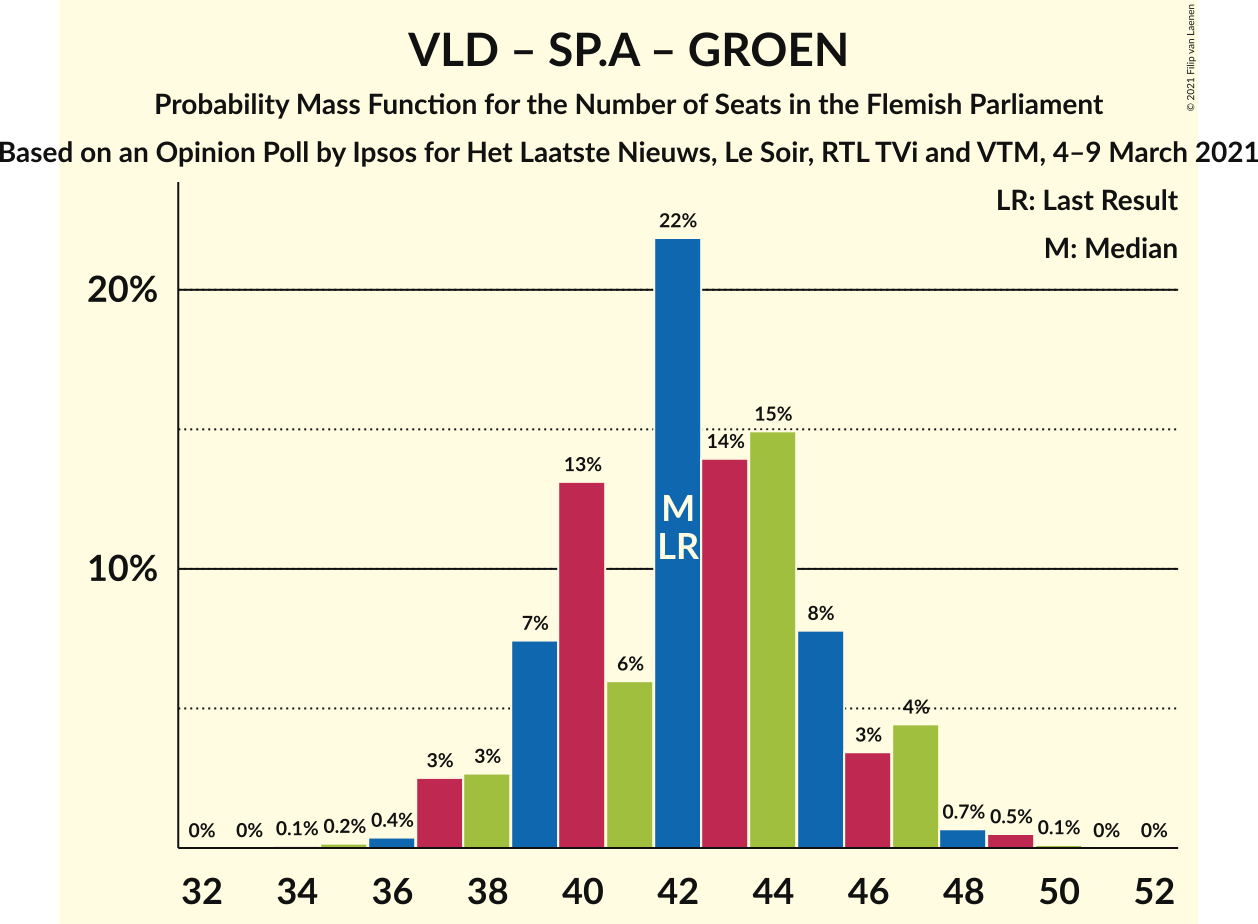 VLD – SP.A – GROEN
Probability Mass Function for the Number of Seats in the Flemish Parliament
Based on an Opinion Poll by Ipsos for Het Laatste Nieuws, Le Soir, RTL TVi and VTM, 4–9 March 2021
© 2021 Filip van Laenen
LR: Last Result
M: Median
20%
10%
0% 0% 0.1% 0.2% 0.4% 3% 3% 7% 13% 6% 22% 14% 15% 8% 3% 4% 0.7% 0.5% 0.1% 0% 0%
M
LR
32 34 36 38 40 42 44 46 48 50 52